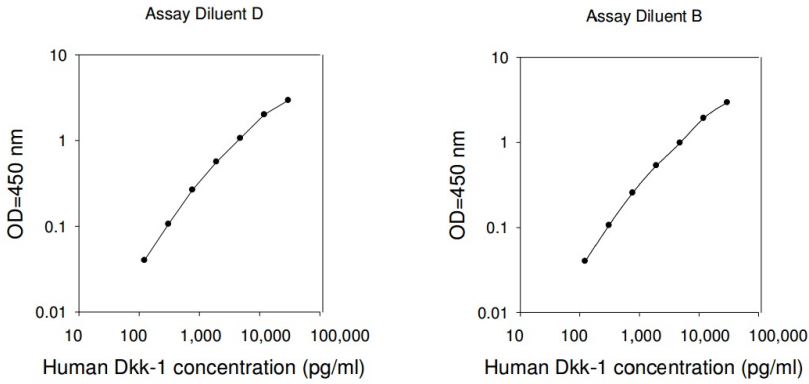 Assay Diluent D
10
1
0.1
0.01
OD=450 nm
10 100 1,000 10,000 100,000
Human Dkk-1 concentration (pg/ml)
Assay Diluent B
10
1
0.1
0.01
OD=450 nm
10 100 1,000 10,000 100,000
Human Dkk-1 concentration (pg/ml)